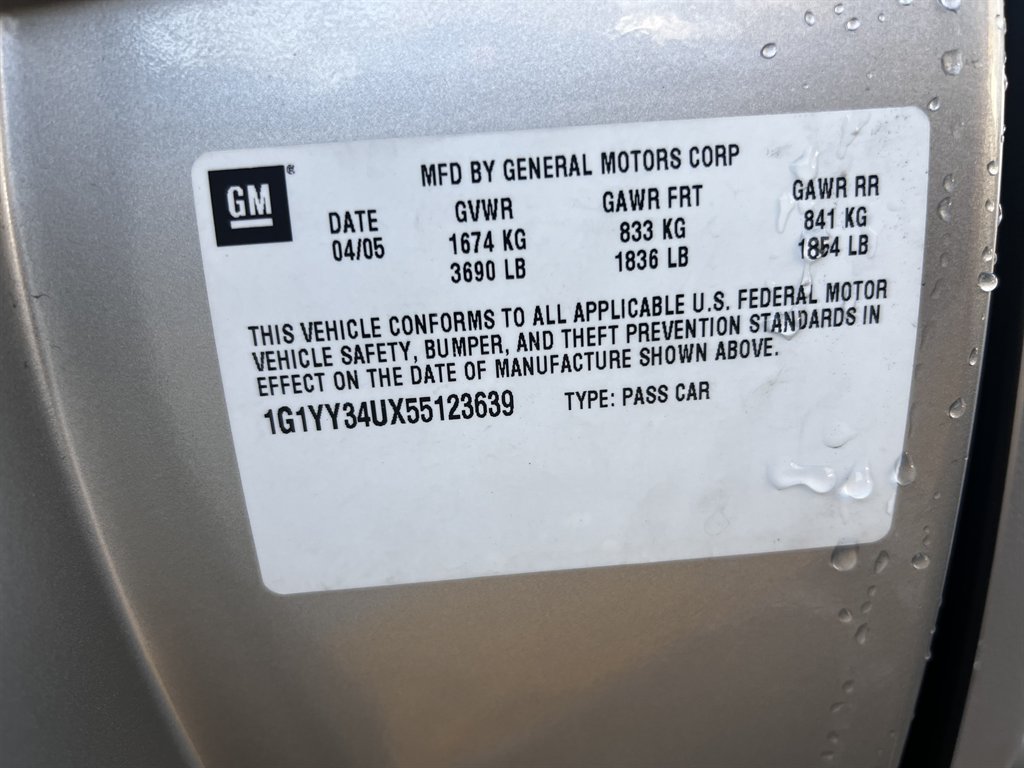 GM®
MFD BY GENERAL MOTORS CORP
DATE GVWR GAWR FRT GAWR RR
04/05 1674 KG 833 KG 841 KG
3690 LB 1836 LB 1854 LB
THIS VEHICLE CONFORMS TO ALL APPLICABLE U.S. FEDERAL MOTOR
VEHICLE SAFETY, BUMPER, AND THEFT PREVENTION STANDARDS IN
EFFECT ON THE DATE OF MANUFACTURE SHOWN ABOVE.
1G1YY34UX55123639 TYPE: PASS CAR